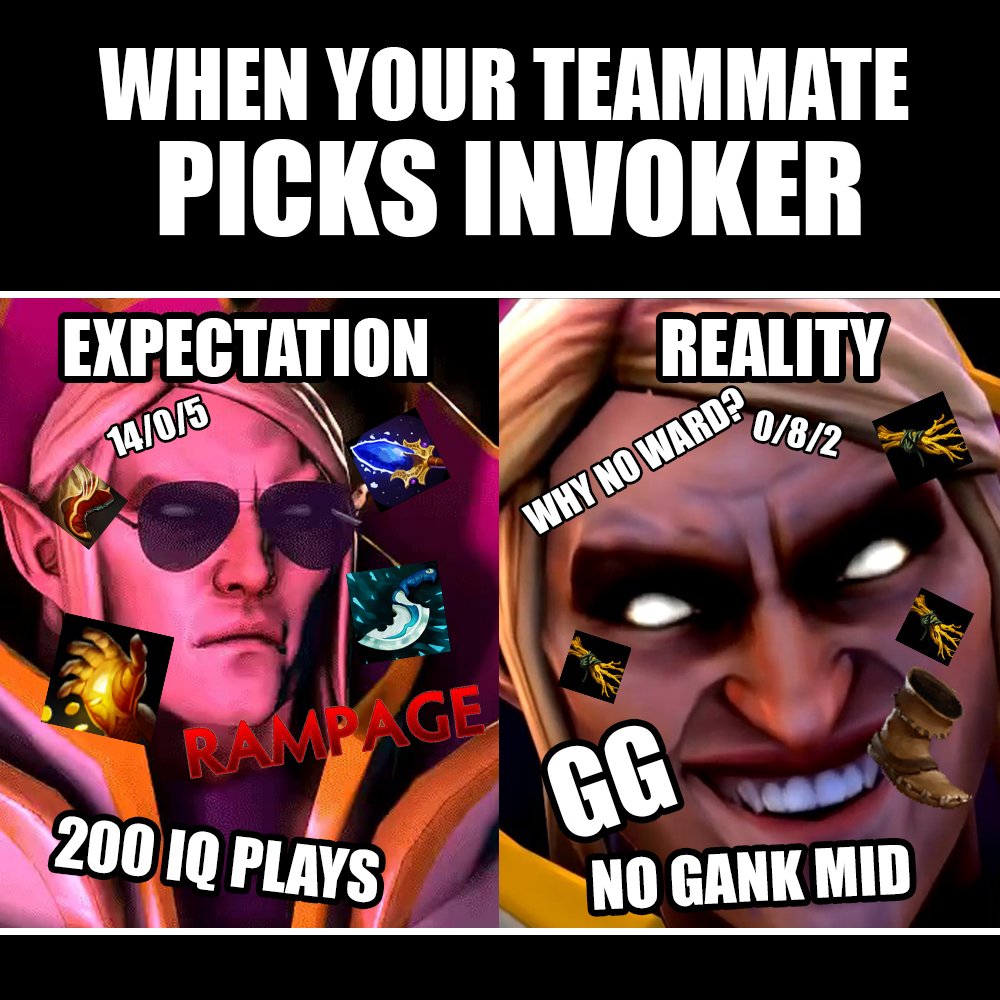 WHEN YOUR TEAMMATE
PICKS INVOKER
EXPECTATION
14/0/5
RAMPAGE
200 IQ PLAYS
REALITY
WHY NO WARD?
0/8/2
GG
NO GANK MID